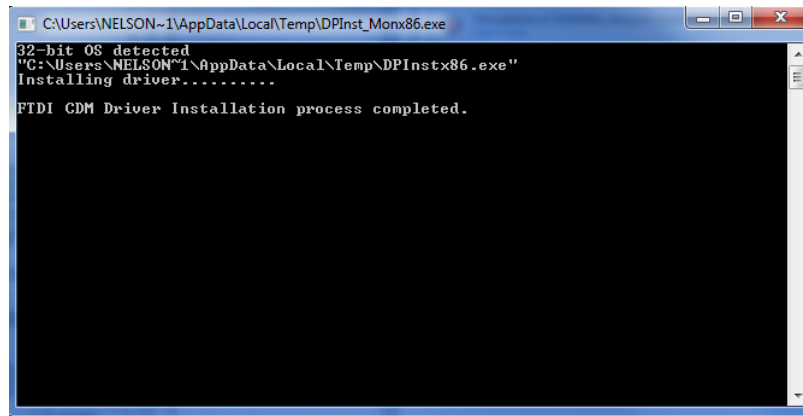 C:\Users\NELSON~1\AppData\Local\Temp\DPInst_Monx86.exe
32-bit OS detected
"C:\Users\NELSON~1\AppData\Local\Temp\DPInstx86.exe"
Installing driver..........
FTDI CDM Driver Installation process completed.